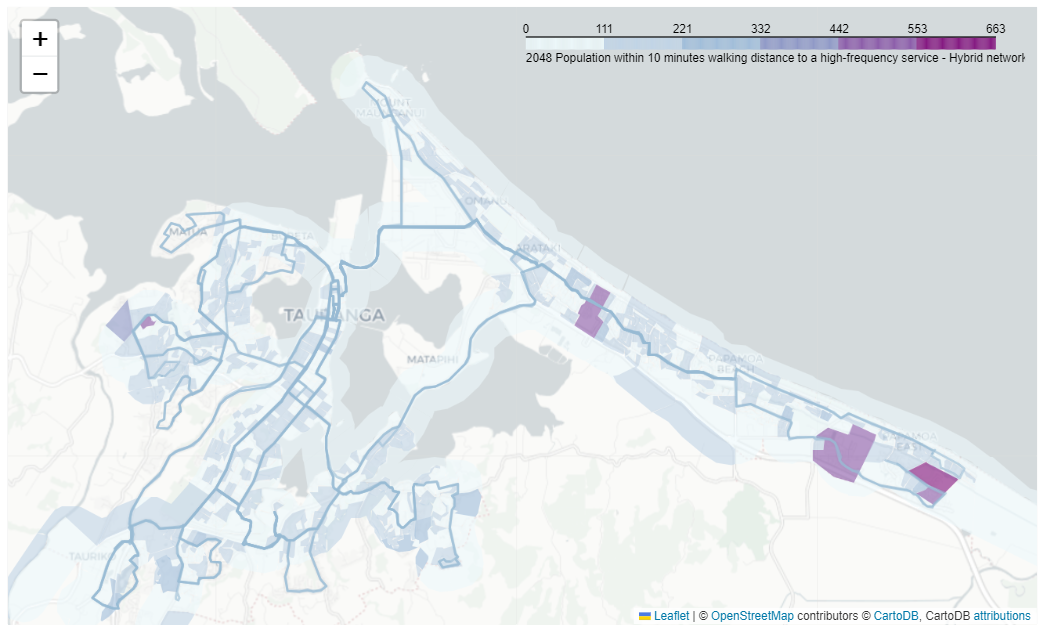 +
−
0 111 221 332 442 553 663
2048 Population within 10 minutes walking distance to a high-frequency service - Hybrid network
MOUNT
MAUNGANUI
OMANU
ARATAKI
MATUA
BURETA
TAURANGA
MATAPIHI
PAPAMOA
BEACH
PAPAMOA
EAST
TAURIKO
Leaflet | © OpenStreetMap contributors © CartoDB, CartoDB attributions